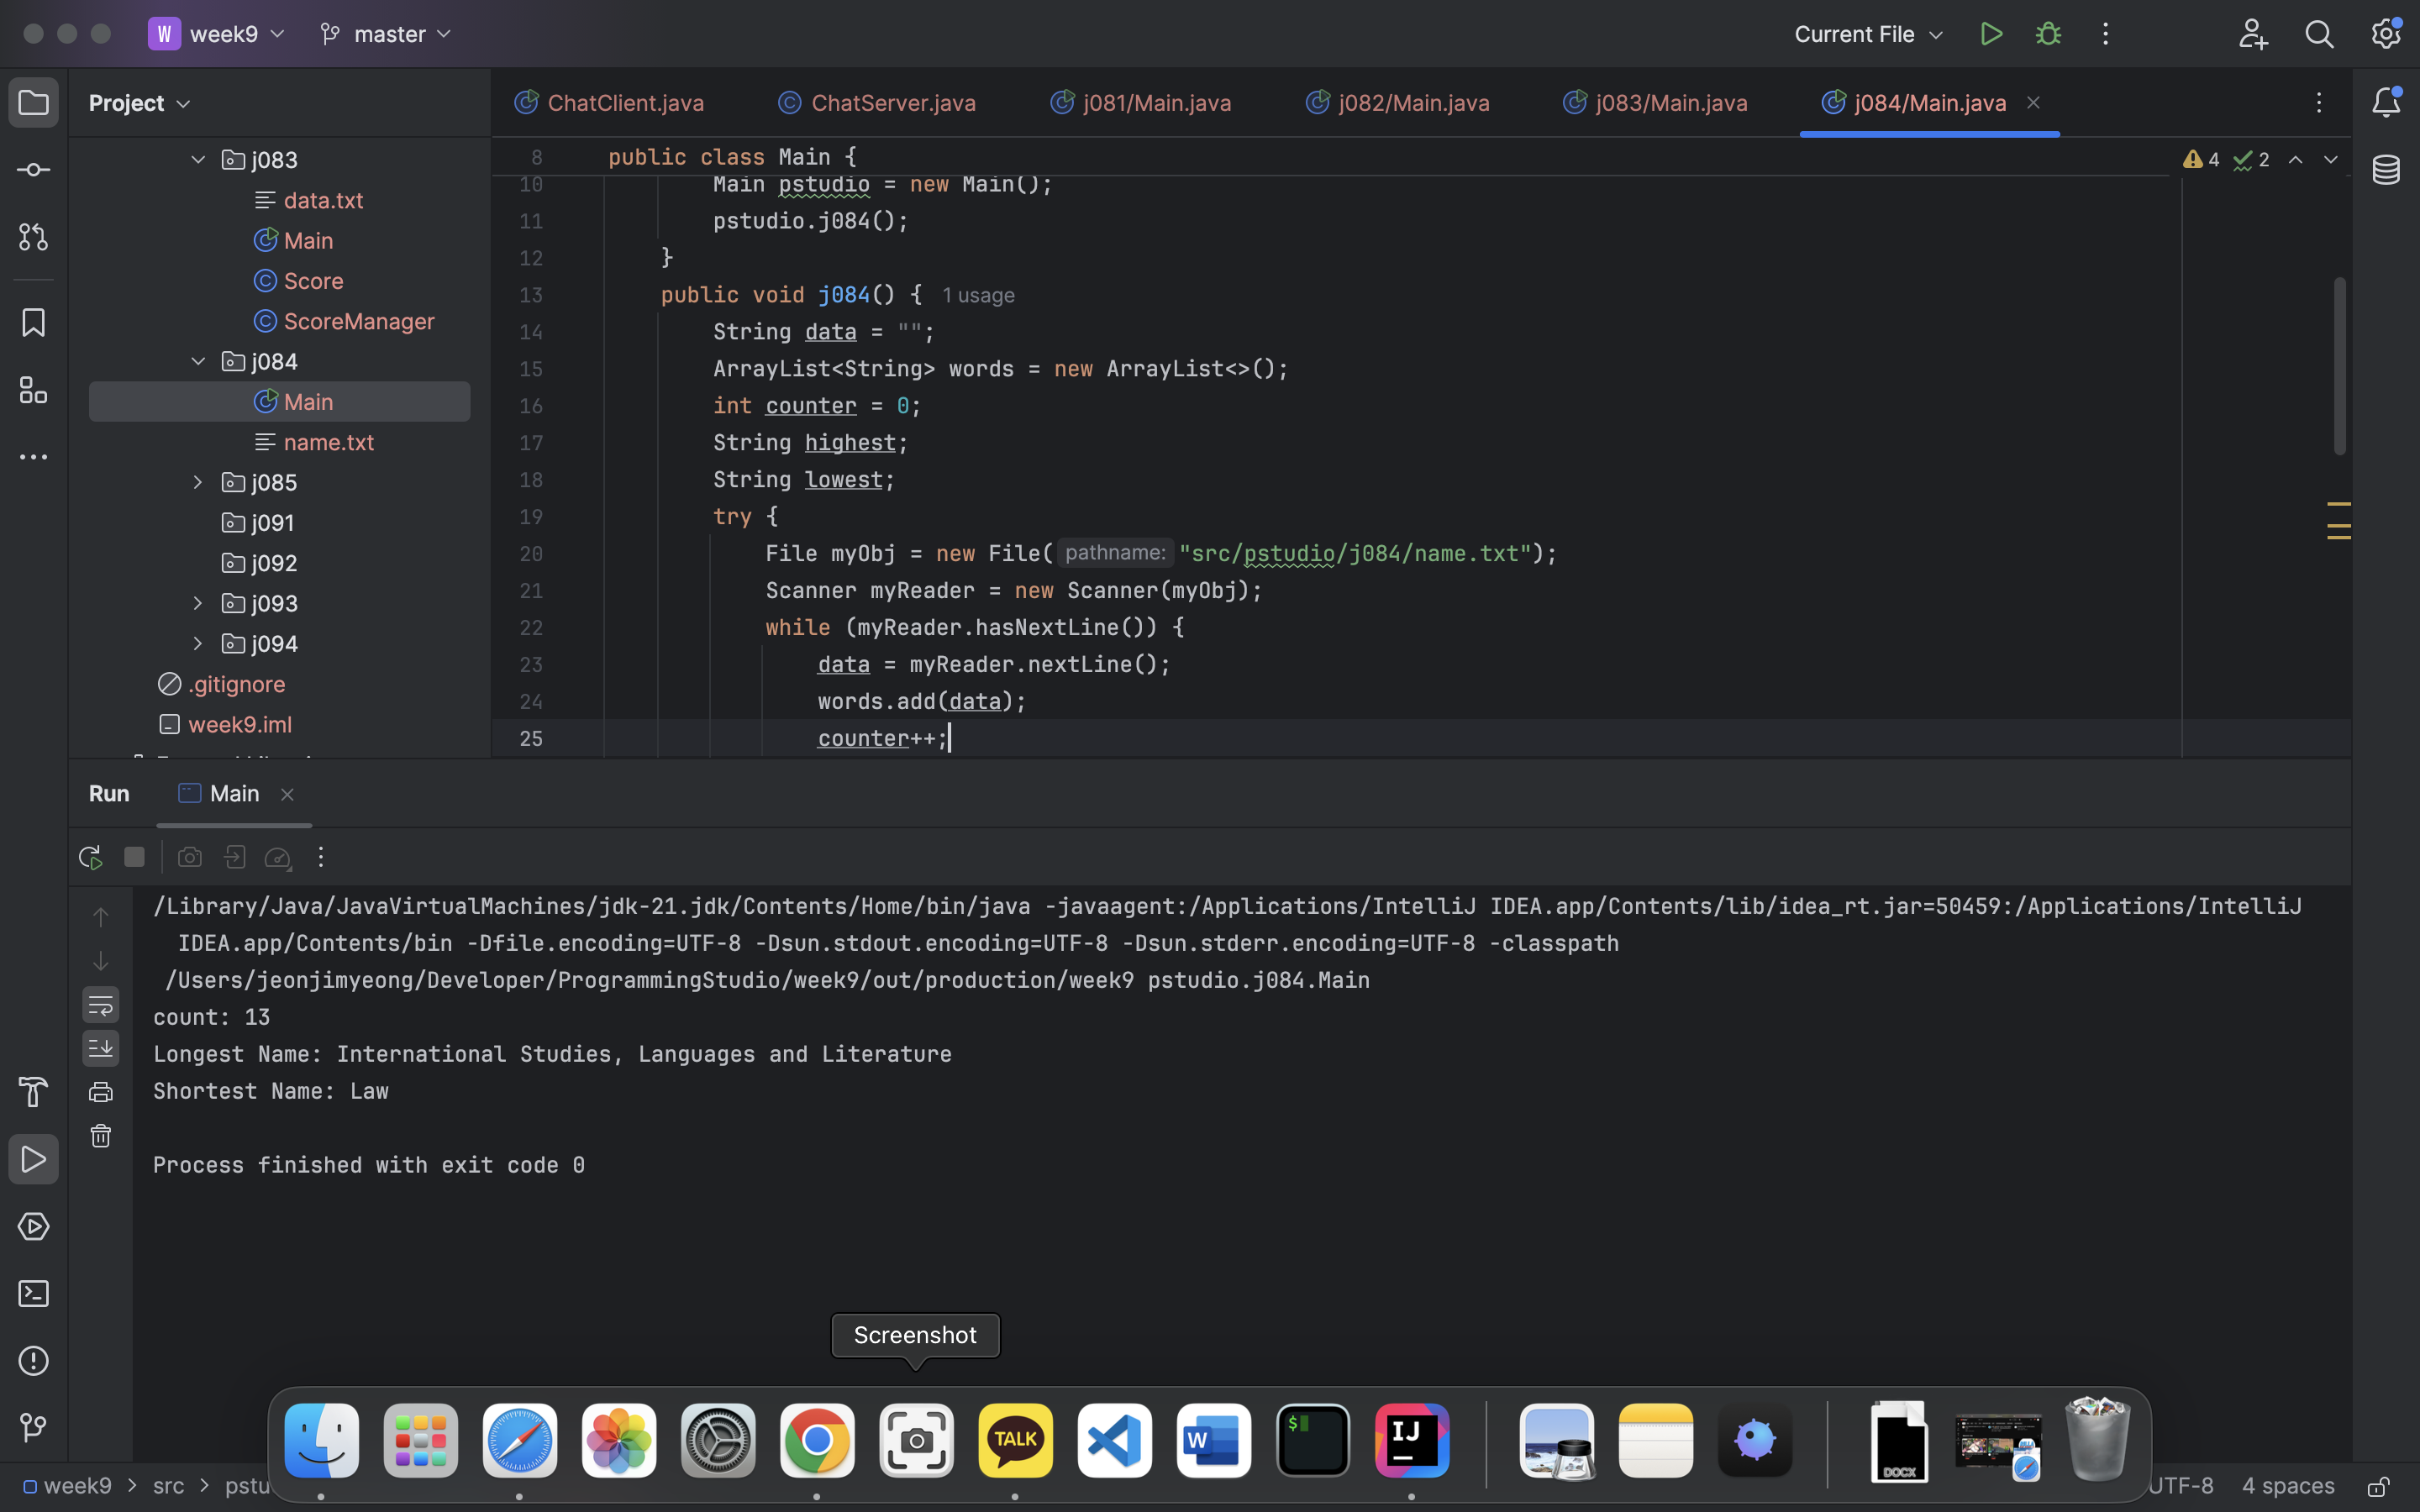 W week9 master Current File
Project
ChatClient.java ChatServer.java j081/Main.java j082/Main.java j083/Main.java j084/Main.java
j083
data.txt
Main
Score
ScoreManager
j084
Main
name.txt
j085
j091
j092
j093
j094
.gitignore
week9.iml
4 2
8 public class Main {
10 Main pstudio = new Main();
11 pstudio.j084();
12 }
13 public void j084() { 1 usage
14 String data = "";
15 ArrayList<String> words = new ArrayList<>();
16 int counter = 0;
17 String highest;
18 String lowest;
19 try {
20 File myObj = new File( pathname: "src/pstudio/j084/name.txt");
21 Scanner myReader = new Scanner(myObj);
22 while (myReader.hasNextLine()) {
23 data = myReader.nextLine();
24 words.add(data);
25 counter++;
Run Main
/Library/Java/JavaVirtualMachines/jdk-21.jdk/Contents/Home/bin/java -javaagent:/Applications/IntelliJ IDEA.app/Contents/lib/idea_rt.jar=50459:/Applications/IntelliJ
IDEA.app/Contents/bin -Dfile.encoding=UTF-8 -Dsun.stdout.encoding=UTF-8 -Dsun.stderr.encoding=UTF-8 -classpath
/Users/jeonjimyeong/Developer/ProgrammingStudio/week9/out/production/week9 pstudio.j084.Main
count: 13
Longest Name: International Studies, Languages and Literature
Shortest Name: Law
Process finished with exit code 0
Screenshot
TALK
W
$
IJ
DOCX
week9 src pstu
UTF-8 4 spaces